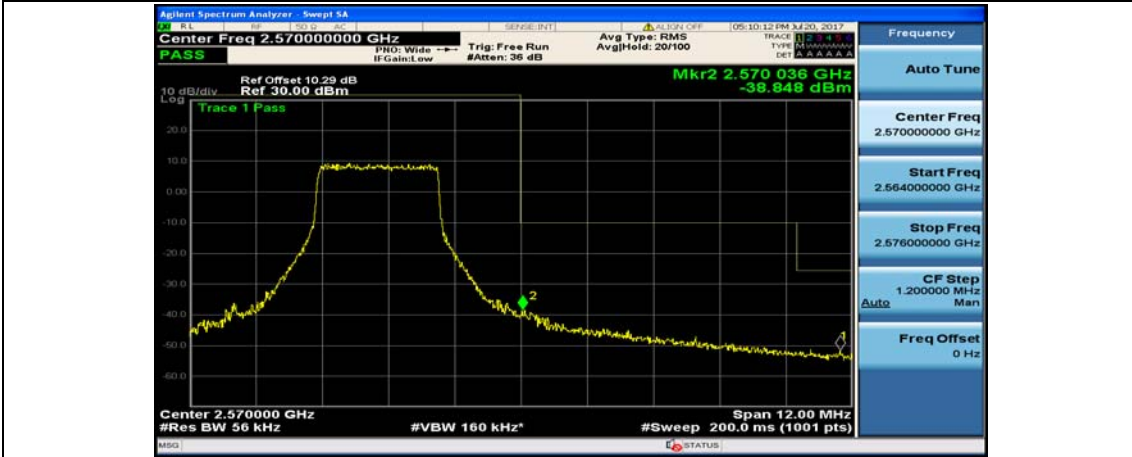 Agilent Spectrum Analyzer - Swept SA
RL RF 50 Ω AC SENSE:INT ALIGN OFF 05:10:12 PM Jul 20, 2017
Center Freq 2.570000000 GHz
PASS
PNO: Wide
IFGain:Low
Trig: Free Run
#Atten: 36 dB
Avg Type: RMS
Avg|Hold: 20/100
TRACE 1 2 3 4 5 6
TYPE M
DET A A A A A A
Ref Offset 10.29 dB
10 dB/div Ref 30.00 dBm
Log
Mkr2 2.570 036 GHz
-38.848 dBm
Trace 1 Pass
20.0
10.0
0.00
-10.0
-20.0
-30.0
-40.0
-50.0
-60.0
2
1
Center 2.570000 GHz
#Res BW 56 kHz
#VBW 160 kHz*
Span 12.00 MHz
#Sweep 200.0 ms (1001 pts)
MSG
STATUS
Frequency
Auto Tune
Center Freq
2.570000000 GHz
Start Freq
2.564000000 GHz
Stop Freq
2.576000000 GHz
CF Step
1.200000 MHz
Auto Man
Freq Offset
0 Hz